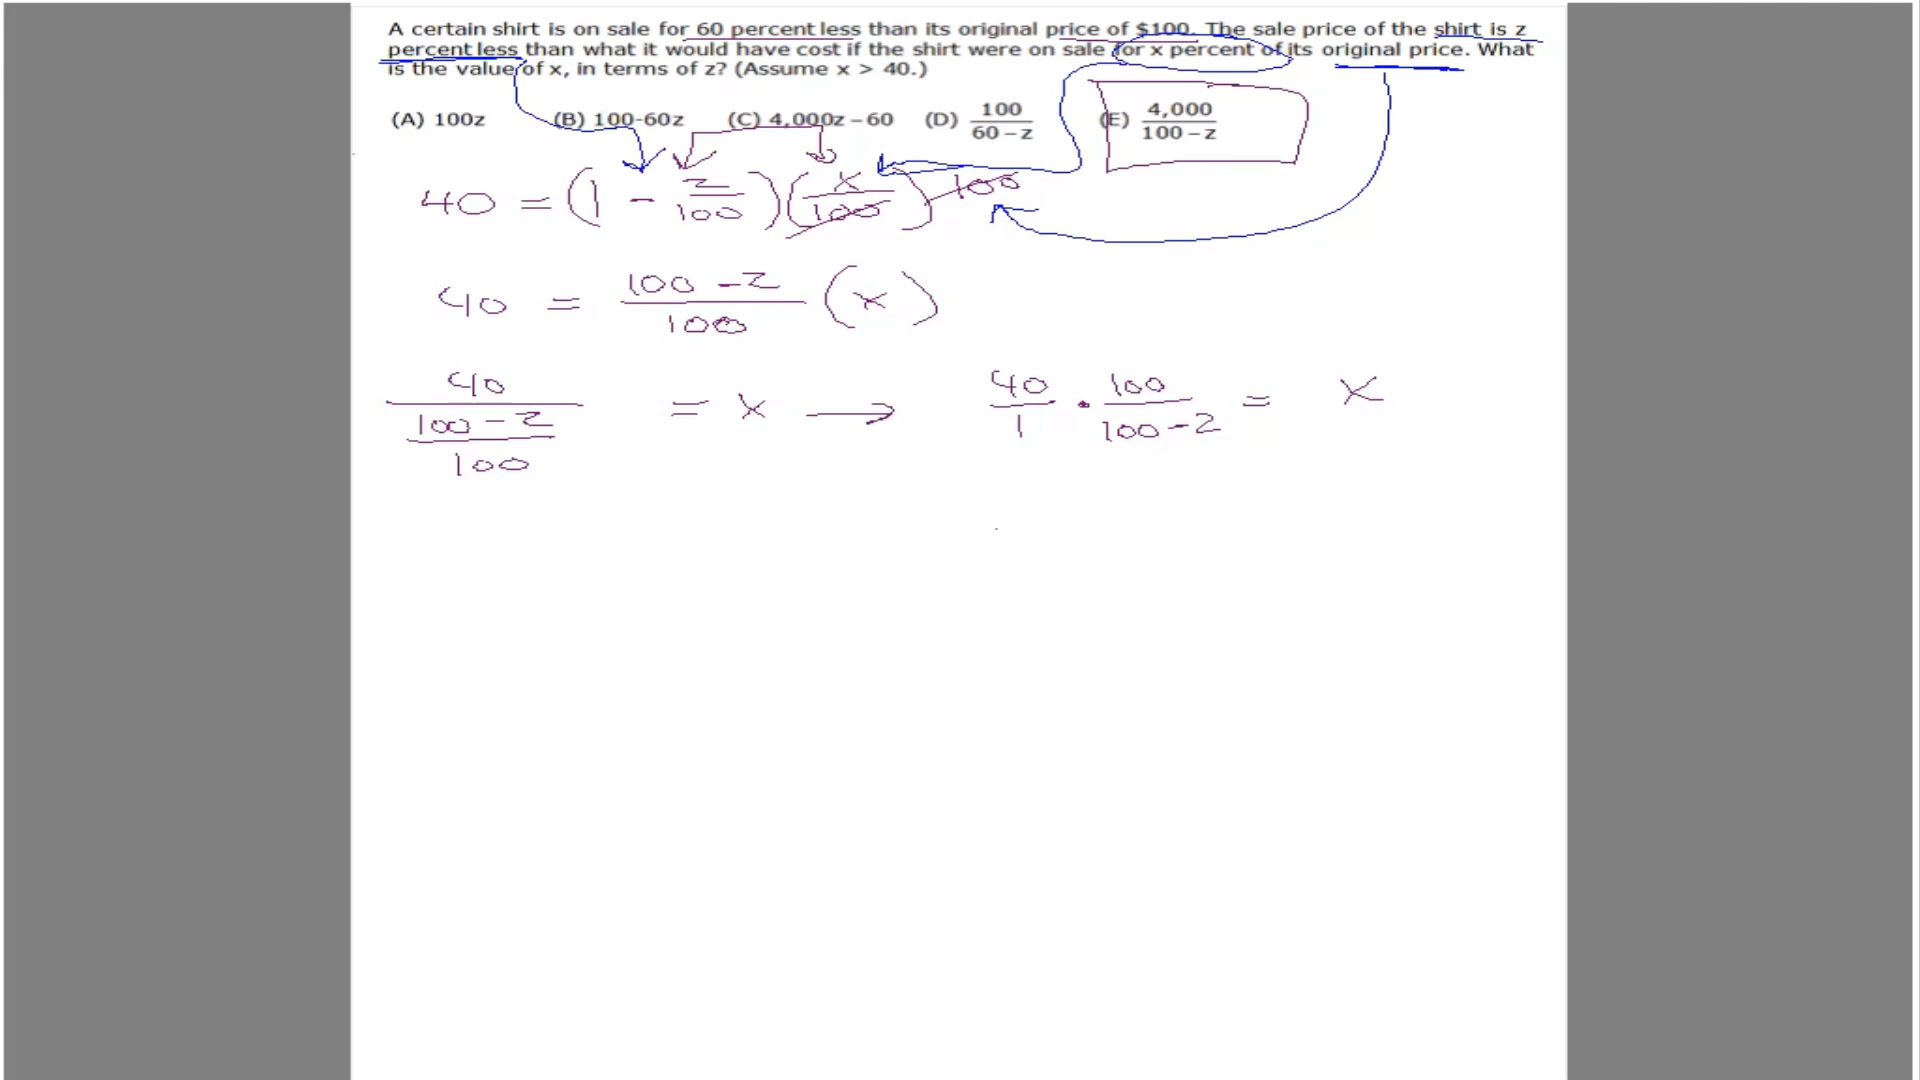 A certain shirt is on sale for 60 percent less than its original price of $100. The sale price of the shirt is z
percent less than what it would have cost if the shirt were on sale for x percent of its original price. What
is the value of x, in terms of z? (Assume x > 40.)
(A) 100z (B) 100-60z (C) 4,000z – 60 (D) 100/(60 – z) (E) 4,000/(100 – z)
40 = (1 - z/100)(x/100) 100
40 = (100 - z)/100 (x)
40/((100 - z)/100) = x → 40/1 · 100/(100 - z) = x